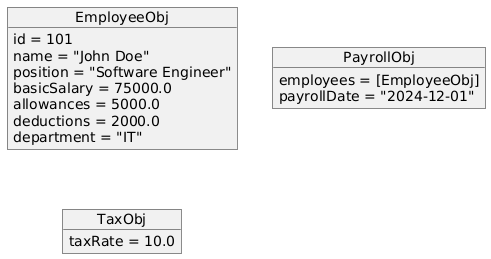 EmployeeObj
id = 101
name = "John Doe"
position = "Software Engineer"
basicSalary = 75000.0
allowances = 5000.0
deductions = 2000.0
department = "IT"
PayrollObj
employees = [EmployeeObj]
payrollDate = "2024-12-01"
TaxObj
taxRate = 10.0